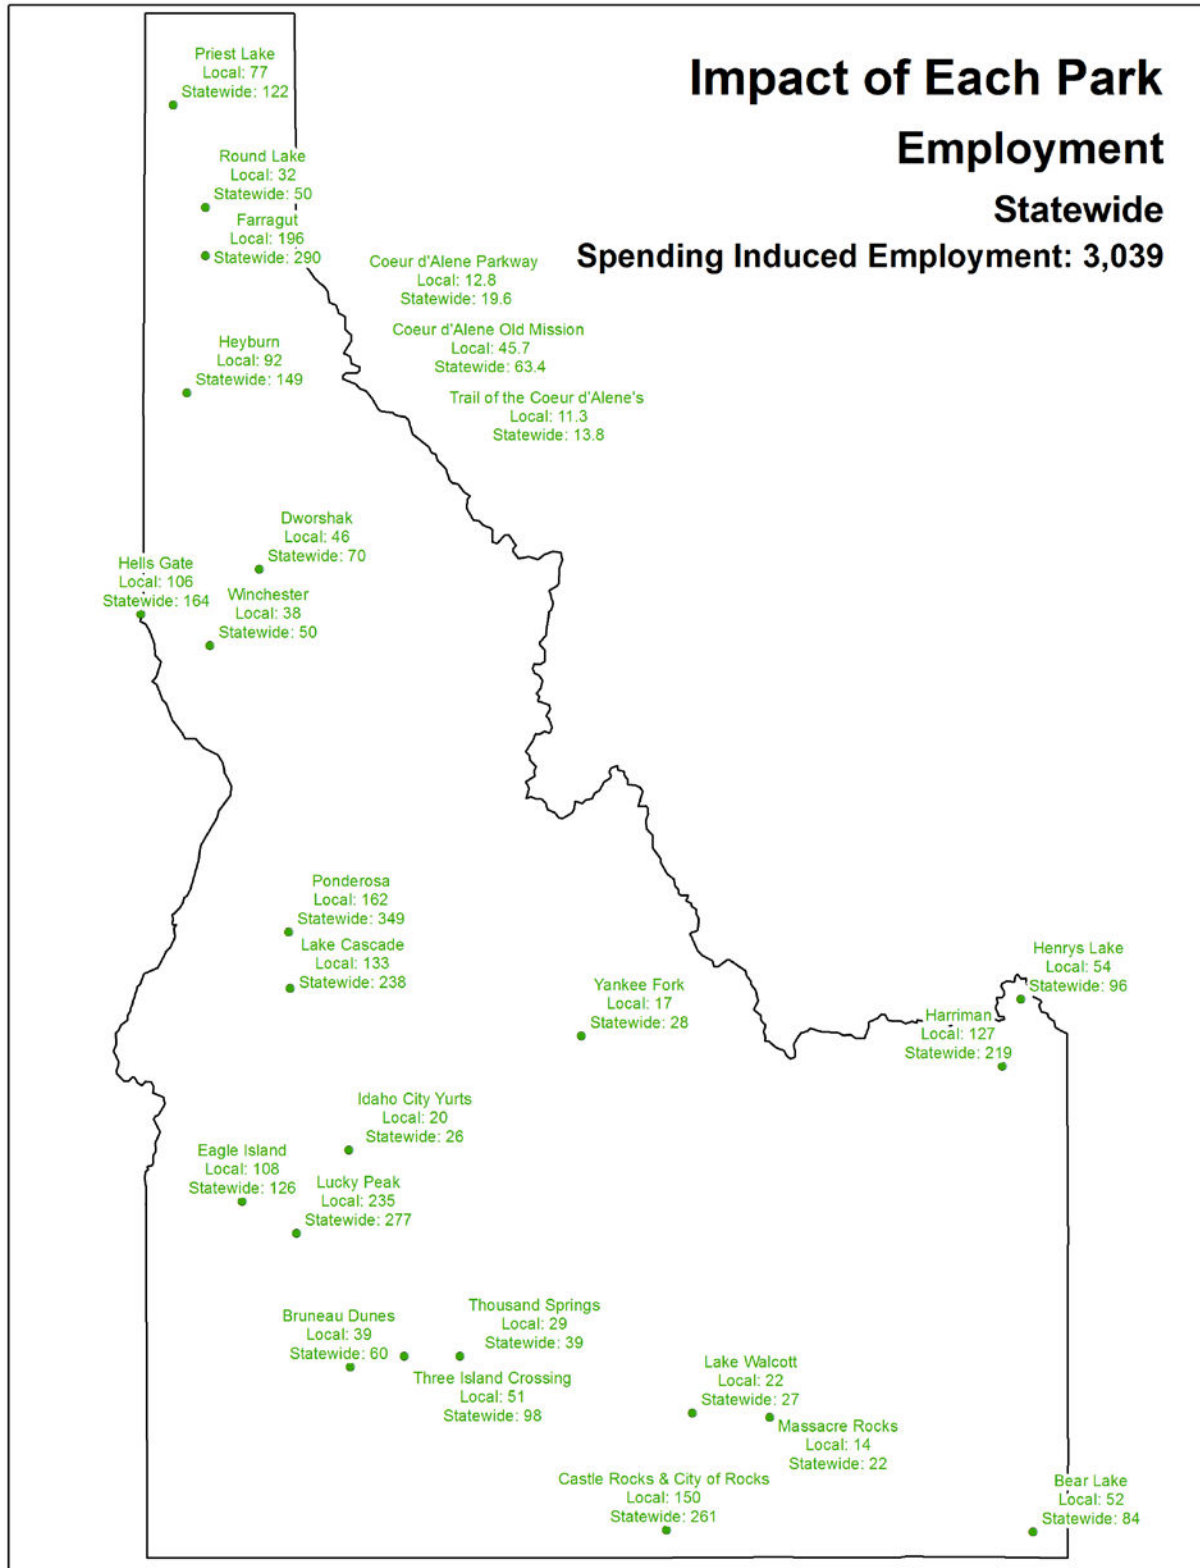 Impact of Each Park
Employment
Statewide
Spending Induced Employment: 3,039
Priest Lake
Local: 77
Statewide: 122
Round Lake
Local: 32
Statewide: 50
Farragut
Local: 196
Statewide: 290
Coeur d'Alene Parkway
Local: 12.8
Statewide: 19.6
Coeur d'Alene Old Mission
Local: 45.7
Statewide: 63.4
Heyburn
Local: 92
Statewide: 149
Trail of the Coeur d'Alene's
Local: 11.3
Statewide: 13.8
Dworshak
Local: 46
Statewide: 70
Hells Gate
Local: 106
Statewide: 164
Winchester
Local: 38
Statewide: 50
Ponderosa
Local: 162
Statewide: 349
Lake Cascade
Local: 133
Statewide: 238
Yankee Fork
Local: 17
Statewide: 28
Henrys Lake
Local: 54
Statewide: 96
Harriman
Local: 127
Statewide: 219
Idaho City Yurts
Local: 20
Statewide: 26
Eagle Island
Local: 108
Statewide: 126
Lucky Peak
Local: 235
Statewide: 277
Bruneau Dunes
Local: 39
Statewide: 60
Thousand Springs
Local: 29
Statewide: 39
Three Island Crossing
Local: 51
Statewide: 98
Lake Walcott
Local: 22
Statewide: 27
Massacre Rocks
Local: 14
Statewide: 22
Castle Rocks & City of Rocks
Local: 150
Statewide: 261
Bear Lake
Local: 52
Statewide: 84